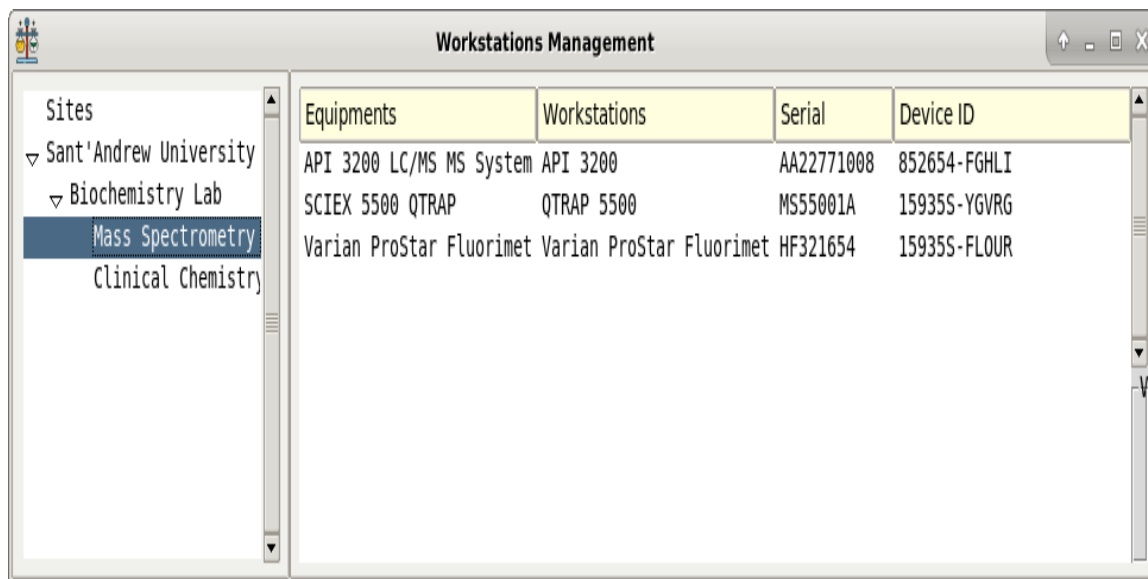 Workstations Management
Sites
Sant'Andrew University
Biochemistry Lab
Mass Spectrometry
Clinical Chemistry
Equipments Workstations Serial Device ID
API 3200 LC/MS MS System API 3200 AA22771008 852654-FGHLI
SCIEX 5500 QTRAP QTRAP 5500 MS55001A 15935S-YGVRG
Varian ProStar Fluorimet Varian ProStar Fluorimet HF321654 15935S-FLOUR